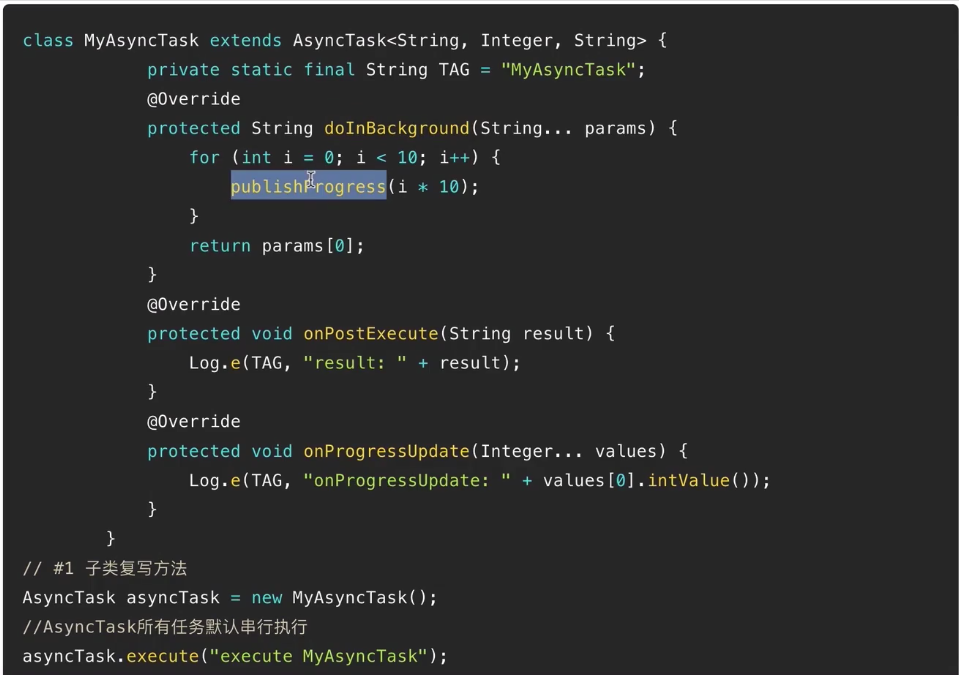 class MyAsyncTask extends AsyncTask<String, Integer, String> {
private static final String TAG = "MyAsyncTask";
@Override
protected String doInBackground(String... params) {
for (int i = 0; i < 10; i++) {
publishProgress(i * 10);
}
return params[0];
}
@Override
protected void onPostExecute(String result) {
Log.e(TAG, "result: " + result);
}
@Override
protected void onProgressUpdate(Integer... values) {
Log.e(TAG, "onProgressUpdate: " + values[0].intValue());
}
}
// #1 子类复写方法
AsyncTask asyncTask = new MyAsyncTask();
//AsyncTask所有任务默认串行执行
asyncTask.execute("execute MyAsyncTask");